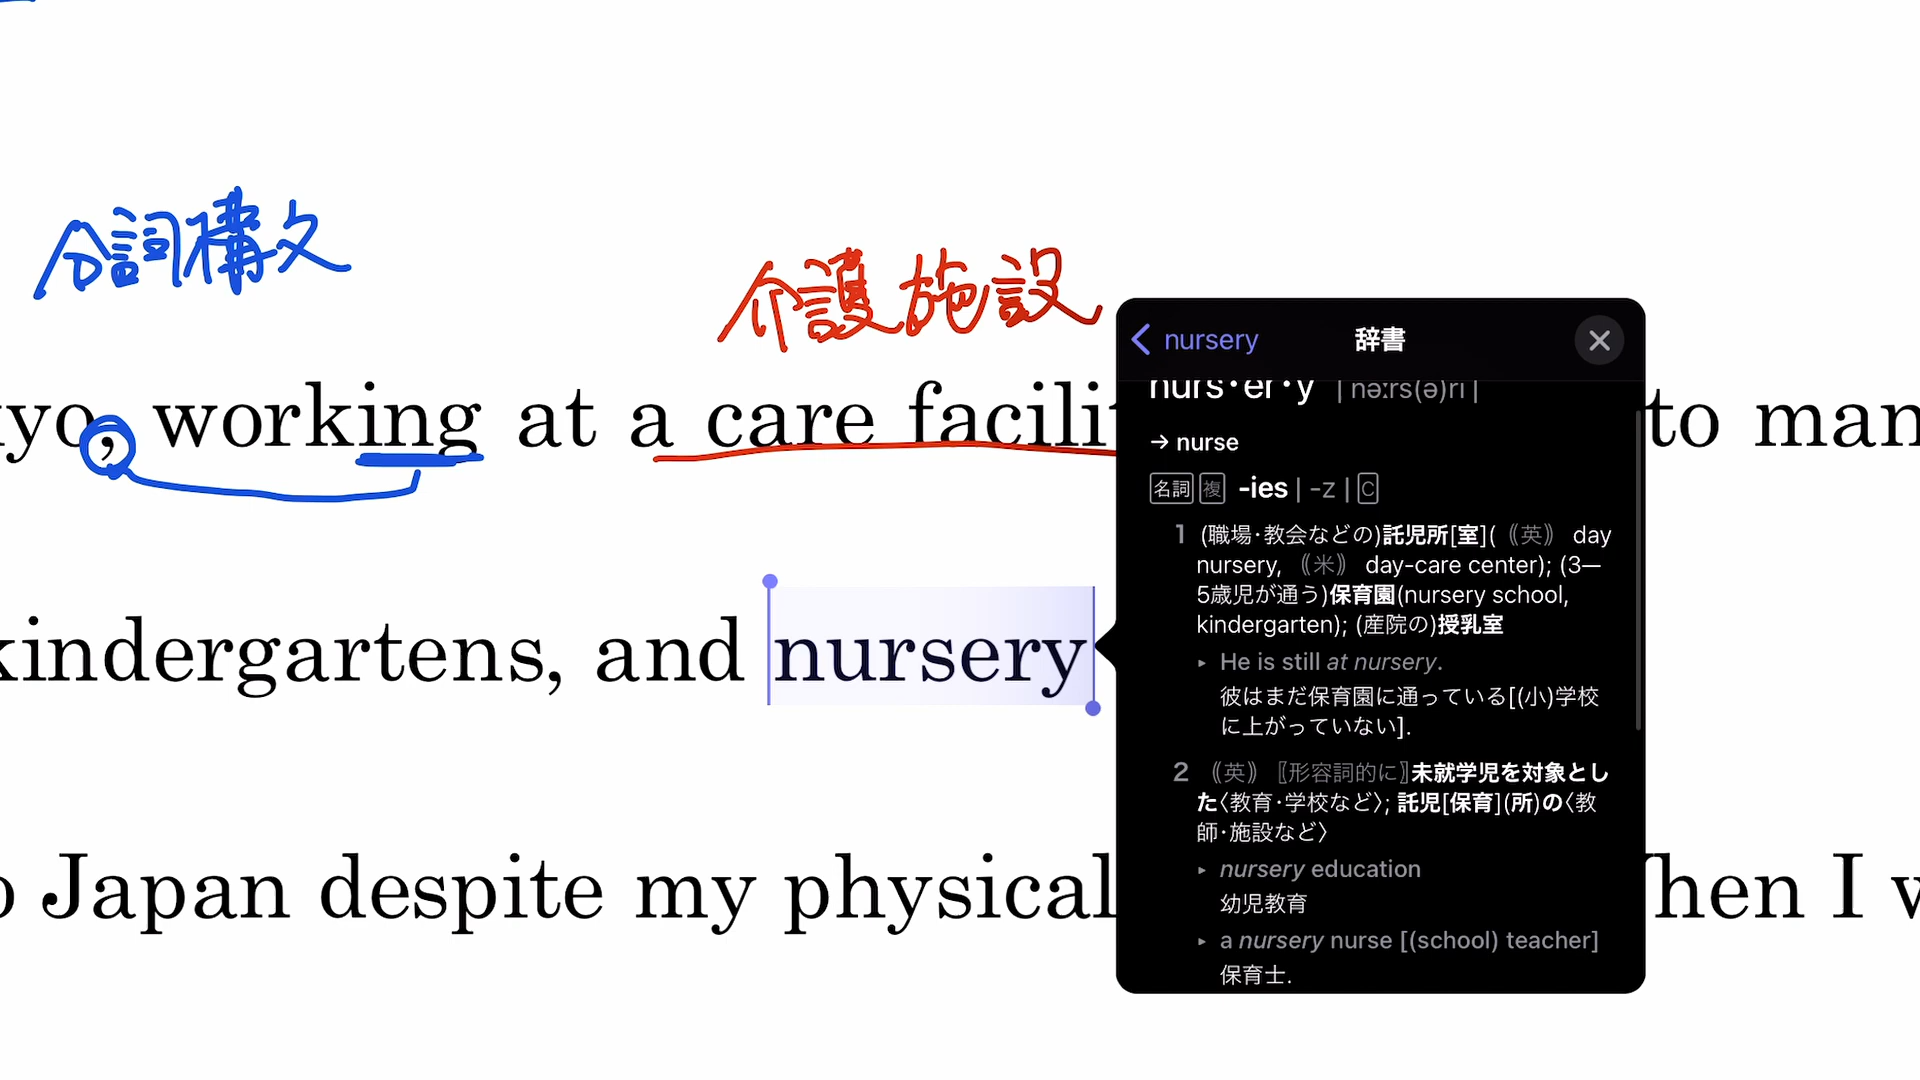 分詞構文
介護施設
yo, working at a care facili
to man
kindergartens, and nursery
o Japan despite my physical
hen I w
nursery
辞書
nurs·er·y |nəːrs(ə)ri|
→ nurse
名詞 複 -ies | -z | C
1 (職場·教会などの)託児所[室](⦅英⦆ day
nursery, ⦅米⦆ day-care center); (3—
5歳児が通う)保育園(nursery school,
kindergarten); (産院の)授乳室
▸ He is still at nursery.
彼はまだ保育園に通っている[(小)学校
に上がっていない].
2 ⦅英⦆〖形容詞的に〗未就学児を対象とし
た〈教育·学校など〉; 託児[保育](所)の〈教
師·施設など〉
▸ nursery education
幼児教育
▸ a nursery nurse [(school) teacher]
保育士.